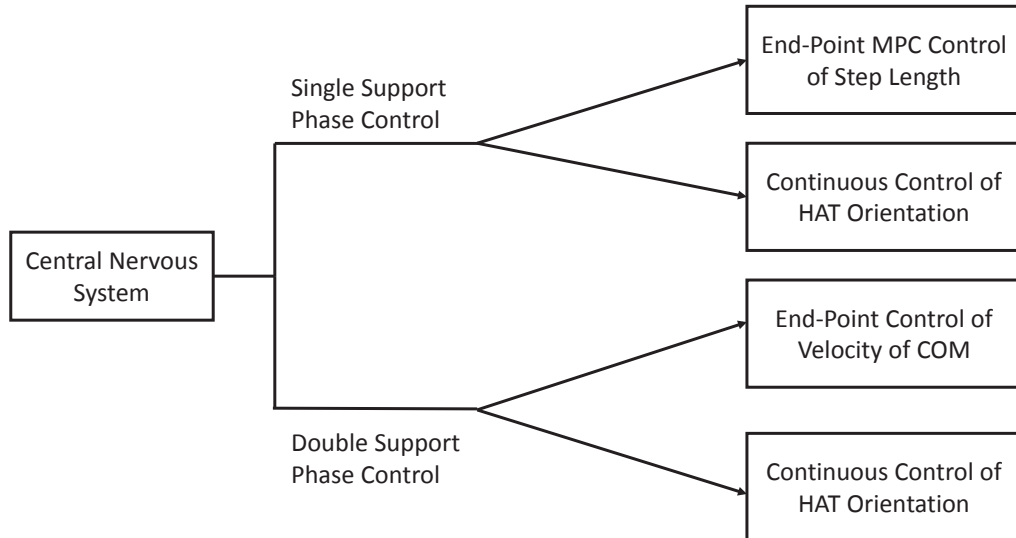 End-Point MPC Control
of Step Length
Single Support
Phase Control
Continuous Control of
HAT Orientation
Central Nervous
System
End-Point Control of
Velocity of COM
Double Support
Phase Control
Continuous Control of
HAT Orientation